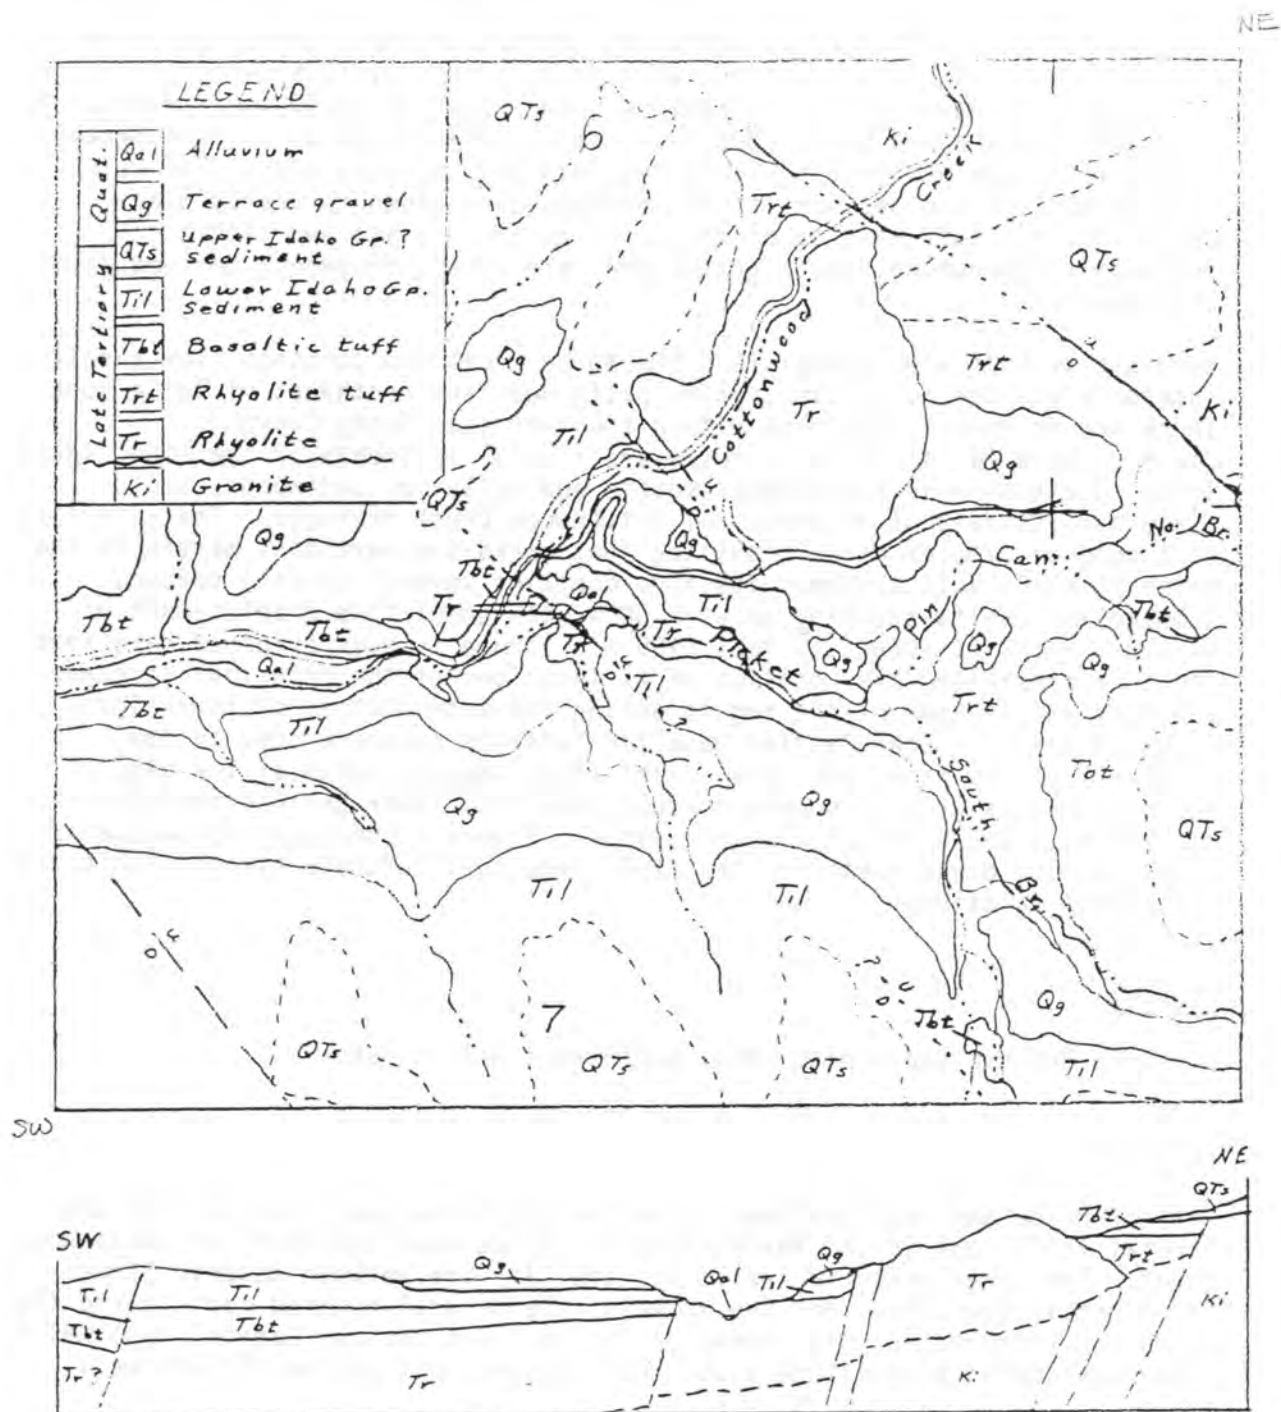 NE
LEGEND
Quat.
Late Tertiary
Qal Alluvium
Qg Terrace gravel
QTs Upper Idaho Gp.?
sediment
Til Lower Idaho Gp.
Sediment
Tbt Basaltic tuff
Trt Rhyolite tuff
Tr Rhyolite
Ki Granite
QTs
6
Ki
Creek
Trt
QTs
Qg
Cottonwood
Trt
U
D
Ki
Til
Tr
Qg
QTs
U
D
Qg
No. Br.
Cam
Qg
Tbt
Qal
Til
Tr
Pin
Tbt
Tbt
Tbt
Tr
Picket
Qg
Qg
Qg
Qal
Tr
U
D
Til
Trt
Tbt
Til
?
South
Tbt
QTs
Qg
Qg
Br.
Til
Til
U
D
?
U
D
7
Qg
Tbt
QTs
QTs
QTs
Til
SW
NE
QTs
Tbt
SW
Qg
Qal
Til
Qg
Tr
Trt
Ki
Til
Til
Tbt
Tbt
Tr?
Tr
Ki